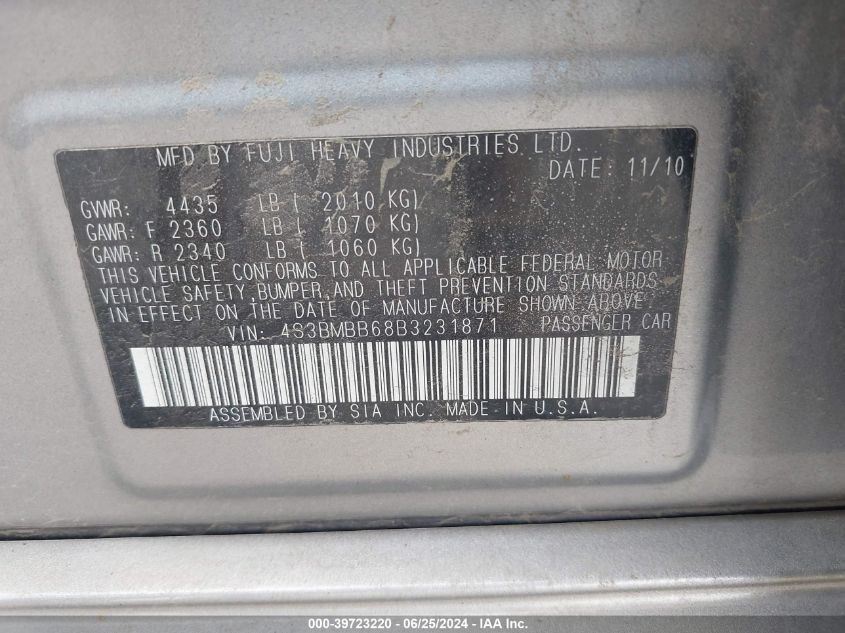 MFD BY FUJI HEAVY INDUSTRIES LTD.
DATE: 11/10
GVWR: 4435 LB ( 2010 KG)
GAWR: F 2360 LB ( 1070 KG)
GAWR: R 2340 LB ( 1060 KG)
THIS VEHICLE CONFORMS TO ALL APPLICABLE FEDERAL MOTOR
VEHICLE SAFETY,BUMPER,AND THEFT PREVENTION STANDARDS
IN EFFECT ON THE DATE OF MANUFACTURE SHOWN ABOVE
VIN: 4S3BMBB68B3231871 PASSENGER CAR
ASSEMBLED BY SIA INC. MADE IN U.S.A.
000-39723220 - 06/25/2024 - IAA Inc.